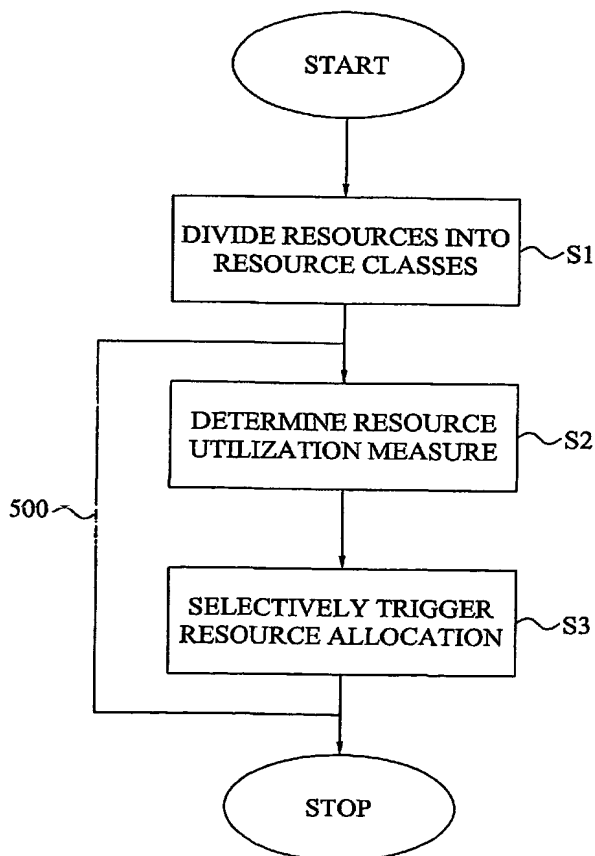 START
DIVIDE RESOURCES INTO
RESOURCE CLASSES
S1
DETERMINE RESOURCE
UTILIZATION MEASURE
S2
500
SELECTIVELY TRIGGER
RESOURCE ALLOCATION
S3
STOP